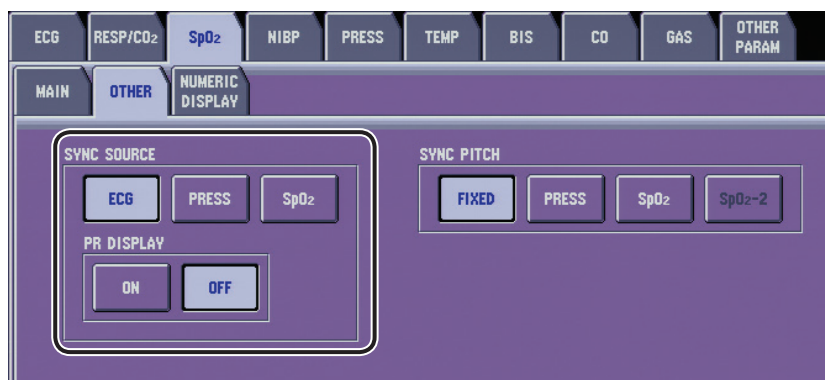 ECG RESP/CO₂ SpO₂ NIBP PRESS TEMP BIS CO GAS OTHER PARAM
MAIN OTHER NUMERIC DISPLAY
SYNC SOURCE
ECG PRESS SpO₂
PR DISPLAY
ON OFF
SYNC PITCH
FIXED PRESS SpO₂ SpO₂-2